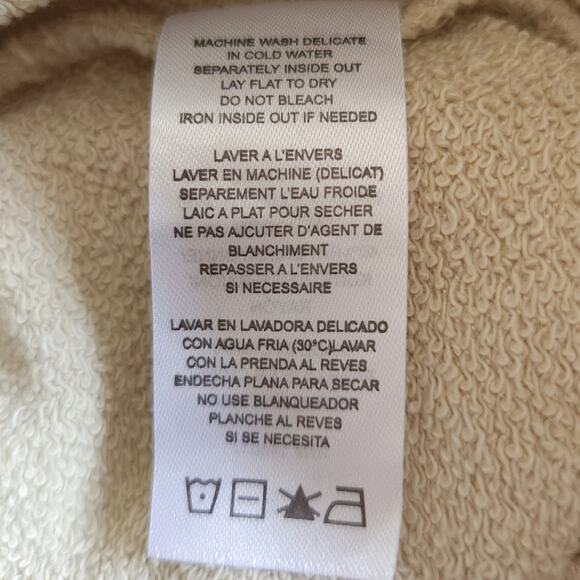 MACHINE WASH DELICATE
IN COLD WATER
SEPARATELY INSIDE OUT
LAY FLAT TO DRY
DO NOT BLEACH
IRON INSIDE OUT IF NEEDED
LAVER A L'ENVERS
LAVER EN MACHINE (DELICAT)
SEPAREMENT L'EAU FROIDE
LAIC A PLAT POUR SECHER
NE PAS AJCUTER D'AGENT DE
BLANCHIMENT
REPASSER A L'ENVERS
SI NECESSAIRE
LAVAR EN LAVADORA DELICADO
CON AGUA FRIA (30°C)LAVAR
CON LA PRENDA AL REVES
ENDECHA PLANA PARA SECAR
NO USE BLANQUEADOR
PLANCHE AL REVES
SI SE NECESITA